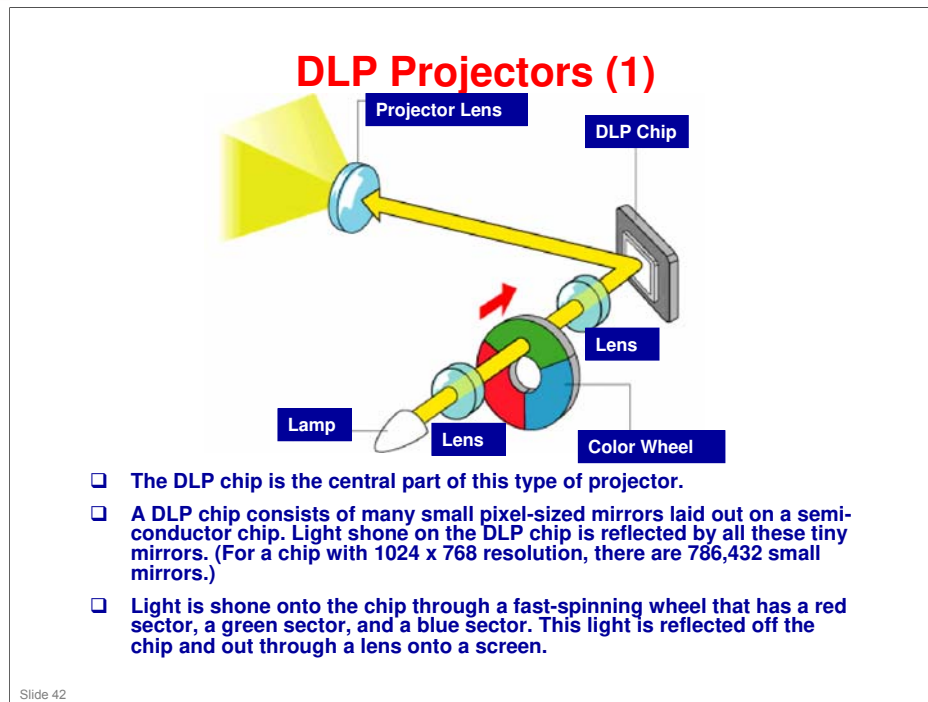 DLP Projectors (1)
Projector Lens
DLP Chip
Lens
Lamp
Lens
Color Wheel
❑ The DLP chip is the central part of this type of projector.
❑ A DLP chip consists of many small pixel-sized mirrors laid out on a semi-
conductor chip. Light shone on the DLP chip is reflected by all these tiny
mirrors. (For a chip with 1024 x 768 resolution, there are 786,432 small
mirrors.)
❑ Light is shone onto the chip through a fast-spinning wheel that has a red
sector, a green sector, and a blue sector. This light is reflected off the
chip and out through a lens onto a screen.
Slide 42